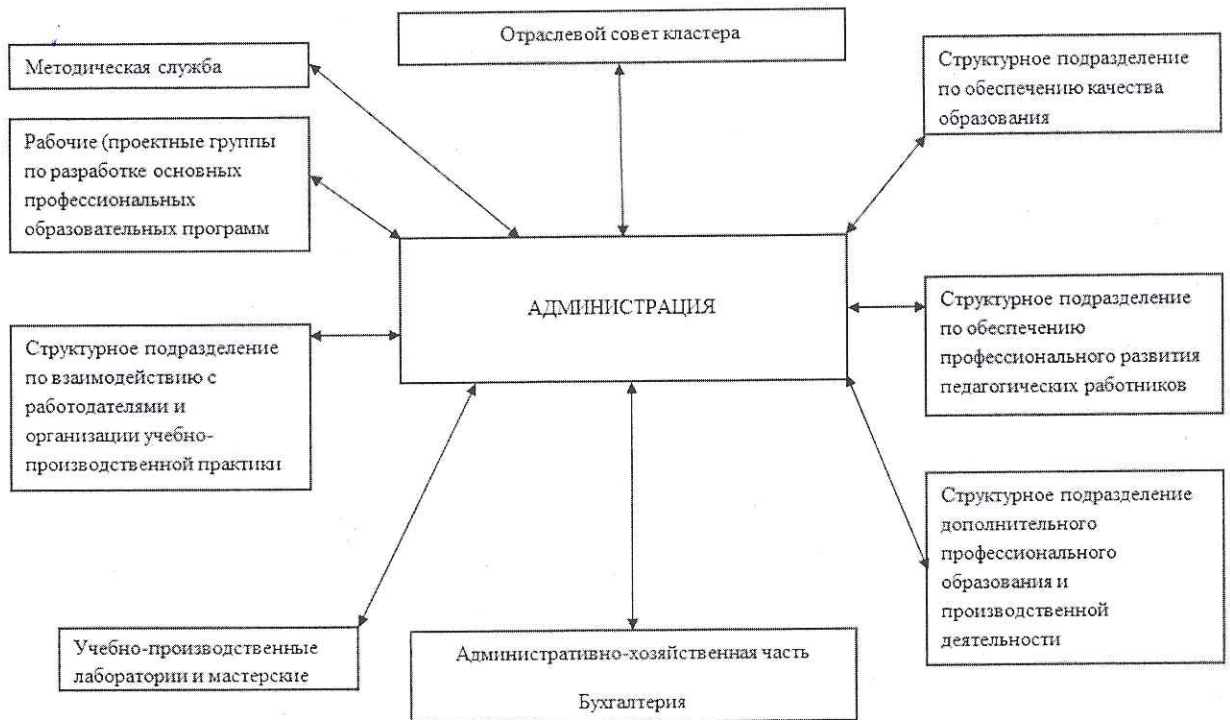 Отраслевой совет кластера
Методическая служба
Структурное подразделение
по обеспечению качества
образования
Рабочие (проектные группы
по разработке основных
профессиональных
образовательных программ
АДМИНИСТРАЦИЯ
Структурное подразделение
по обеспечению
профессионального развития
педагогических работников
Структурное подразделение
по взаимодействию с
работодателями и
организации учебно-
производственной практики
Структурное подразделение
дополнительного
профессионального
образования и
производственной
деятельности
Учебно-производственные
лаборатории и мастерские
Административно-хозяйственная часть
Бухгалтерия